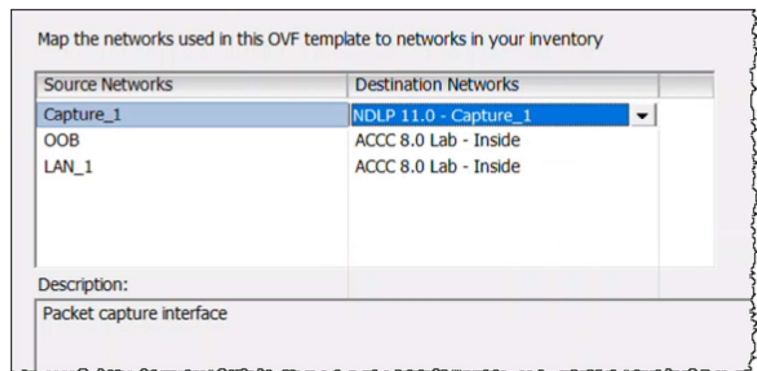 Map the networks used in this OVF template to networks in your inventory
Source Networks Destination Networks
Capture_1 NDLP 11.0 - Capture_1
OOB ACCC 8.0 Lab - Inside
LAN_1 ACCC 8.0 Lab - Inside
Description:
Packet capture interface